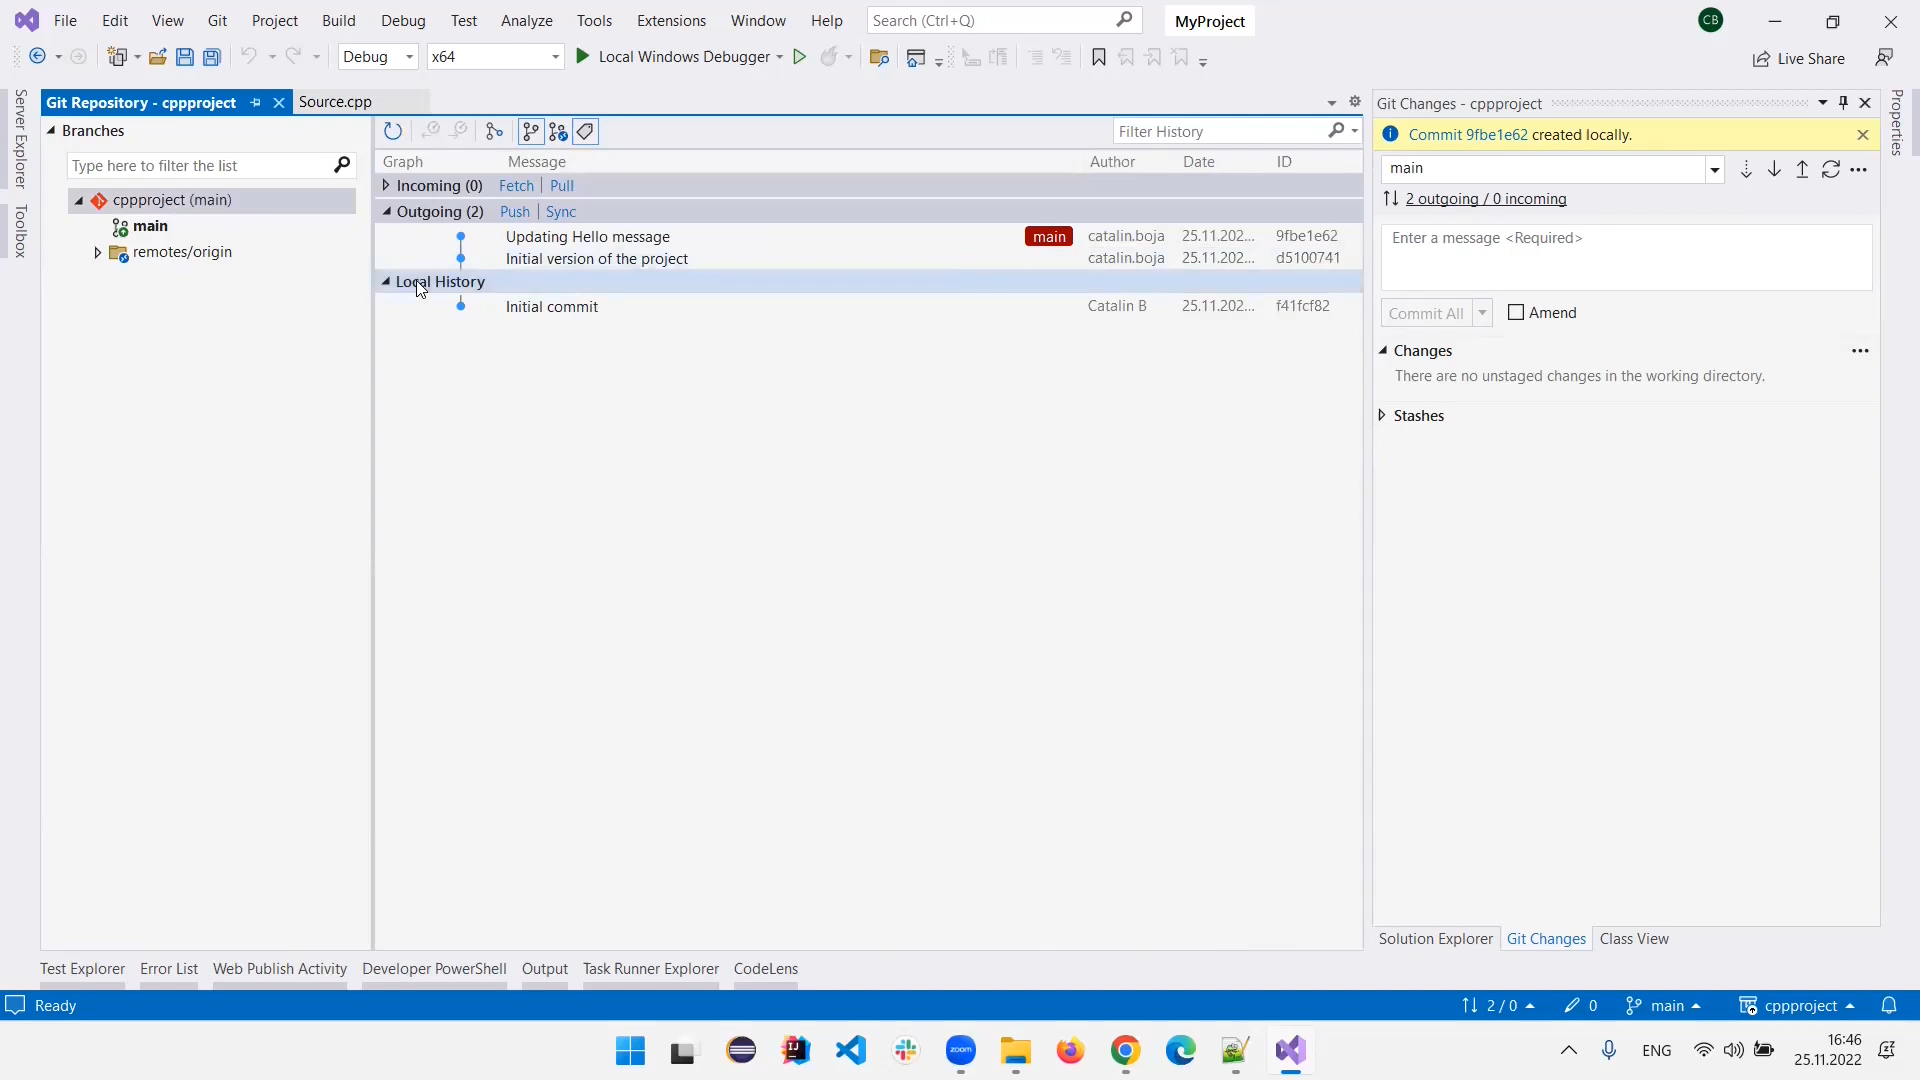 File Edit View Git Project Build Debug Test Analyze Tools Extensions Window Help Search (Ctrl+Q) MyProject CB
Debug x64 Local Windows Debugger Live Share
Server Explorer
Toolbox
Git Repository - cppproject Source.cpp
Branches
Type here to filter the list
cppproject (main)
main
remotes/origin
Filter History
Graph Message Author Date ID
Incoming (0) Fetch | Pull
Outgoing (2) Push | Sync
Updating Hello message main catalin.boja 25.11.202... 9fbe1e62
Initial version of the project catalin.boja 25.11.202... d5100741
Local History
Initial commit Catalin B 25.11.202... f41fcf82
Git Changes - cppproject
Commit 9fbe1e62 created locally.
main
2 outgoing / 0 incoming
Enter a message <Required>
Commit All Amend
Changes
There are no unstaged changes in the working directory.
Stashes
Solution Explorer Git Changes Class View
Properties
Test Explorer Error List Web Publish Activity Developer PowerShell Output Task Runner Explorer CodeLens
Ready 2 / 0 0 main cppproject
IJ zoom ENG 16:46
25.11.2022